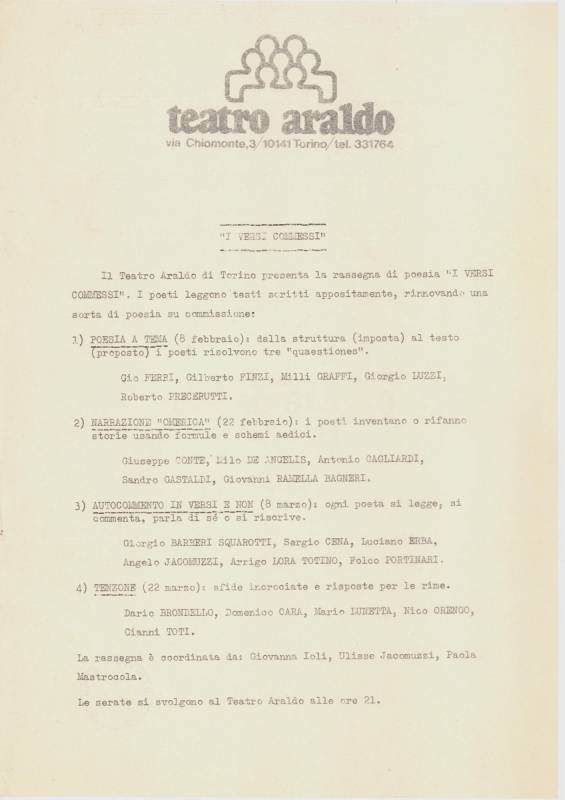 teatro araldo
via Chiomonte,3/10141 Torino/tel. 331764
"I VERSI COMMESSI"
Il Teatro Araldo di Torino presenta la rassegna di poesia "I VERSI
COMMESSI". I poeti leggono testi scritti appositamente, rinnovando una
sorta di poesia su commissione:
1) POESIA A TEMA (8 febbraio): dalla struttura (imposta) al testo
(proposto) i poeti risolvono tre "quaestiones".
Gio FERRI, Gilberto FINZI, Milli GRAFFI, Giorgio LUZZI,
Roberto PRECERUTTI.
2) NARRAZIONE "OMERICA" (22 febbraio): i poeti inventano o rifanno
storie usando formule e schemi aedici.
Giuseppe CONTE, Milo DE ANGELIS, Antonio GAGLIARDI,
Sandro GASTALDI, Giovanni RAMELLA BAGNERI.
3) AUTOCOMMENTO IN VERSI E NON (8 marzo): ogni poeta si legge, si
commenta, parla di sé o si riscrive.
Giorgio BARBERI SQUAROTTI, Sergio CENA, Luciano ERBA,
Angelo JACOMUZZI, Arrigo LORA TOTINO, Folco PORTINARI.
4) TENZONE (22 marzo): sfide incrociate e risposte per le rime.
Dario BRONDELLO, Domenico CARA, Mario LUNETTA, Nico ORENGO,
Gianni TOTI.
La rassegna è coordinata da: Giovanna Ioli, Ulisse Jacomuzzi, Paola
Mastrocola.
Le serate si svolgono al Teatro Araldo alle ore 21.